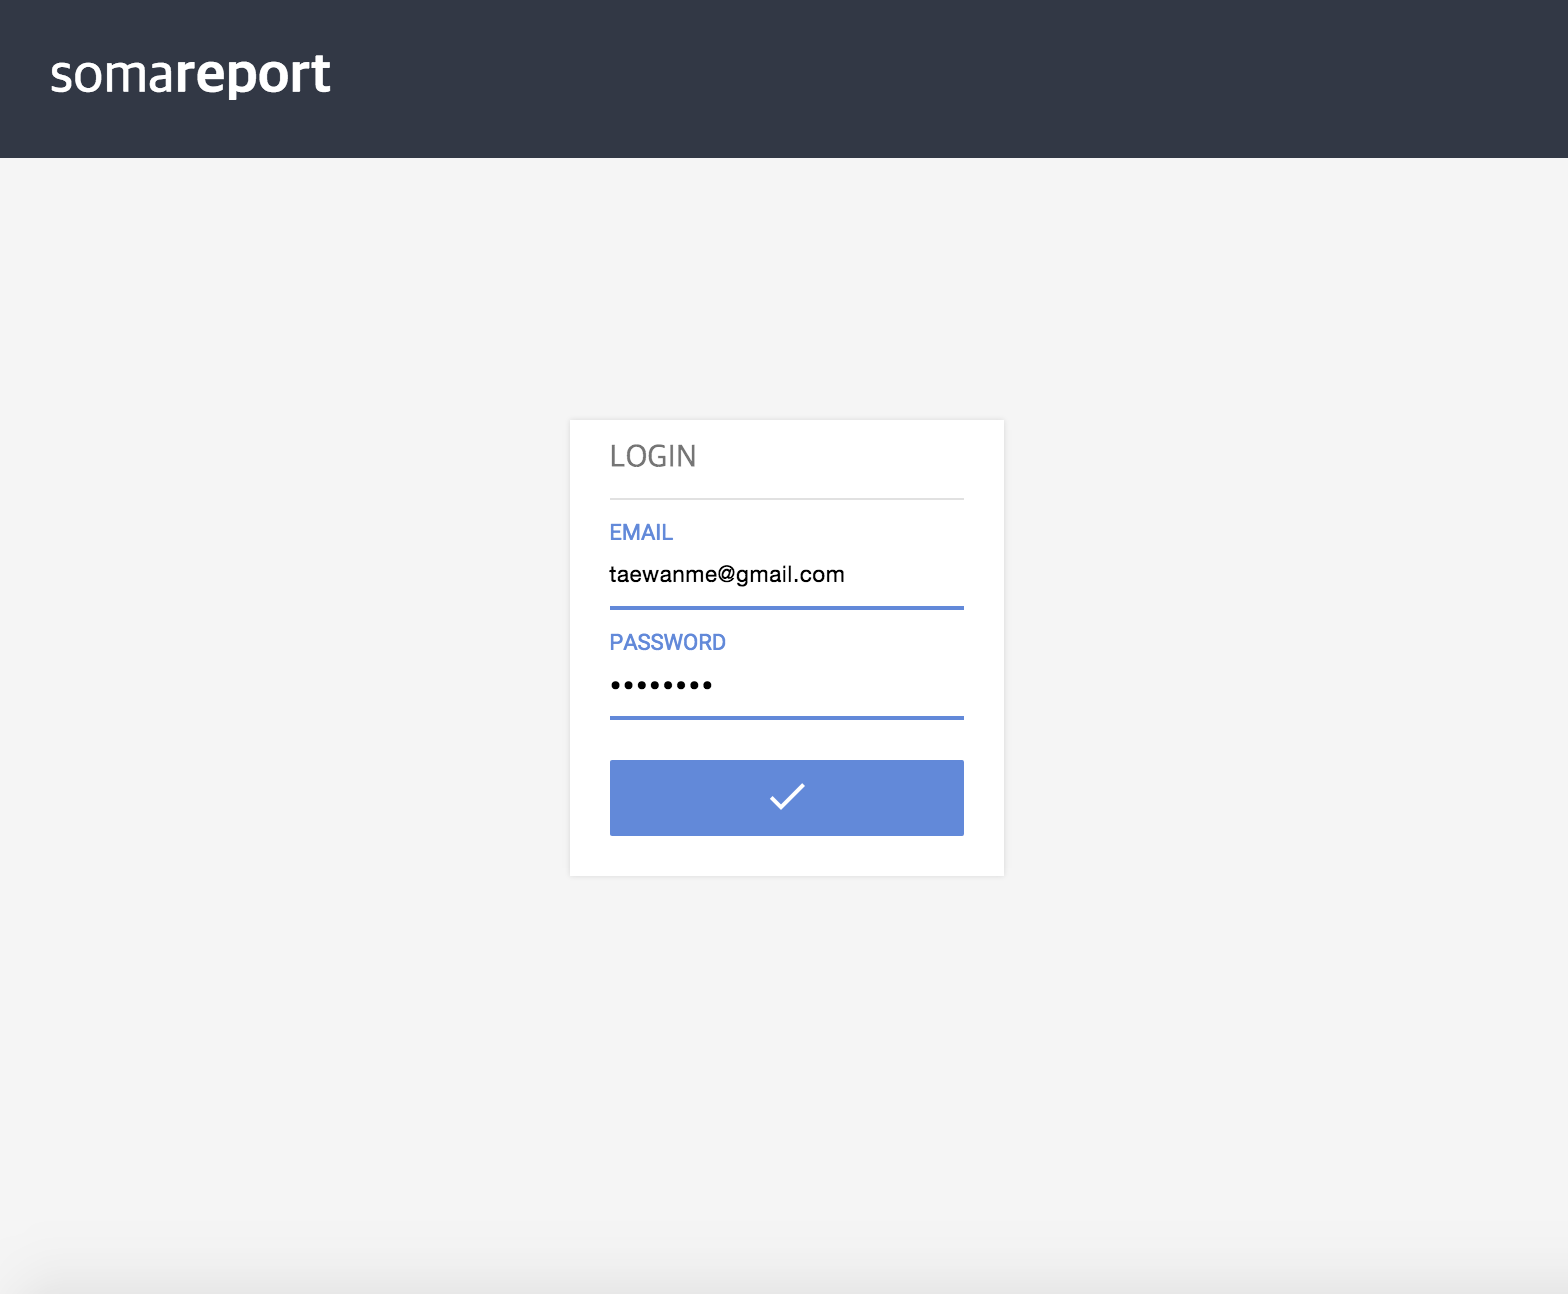 somareport
LOGIN
EMAIL
taewanme@gmail.com
PASSWORD
••••••••